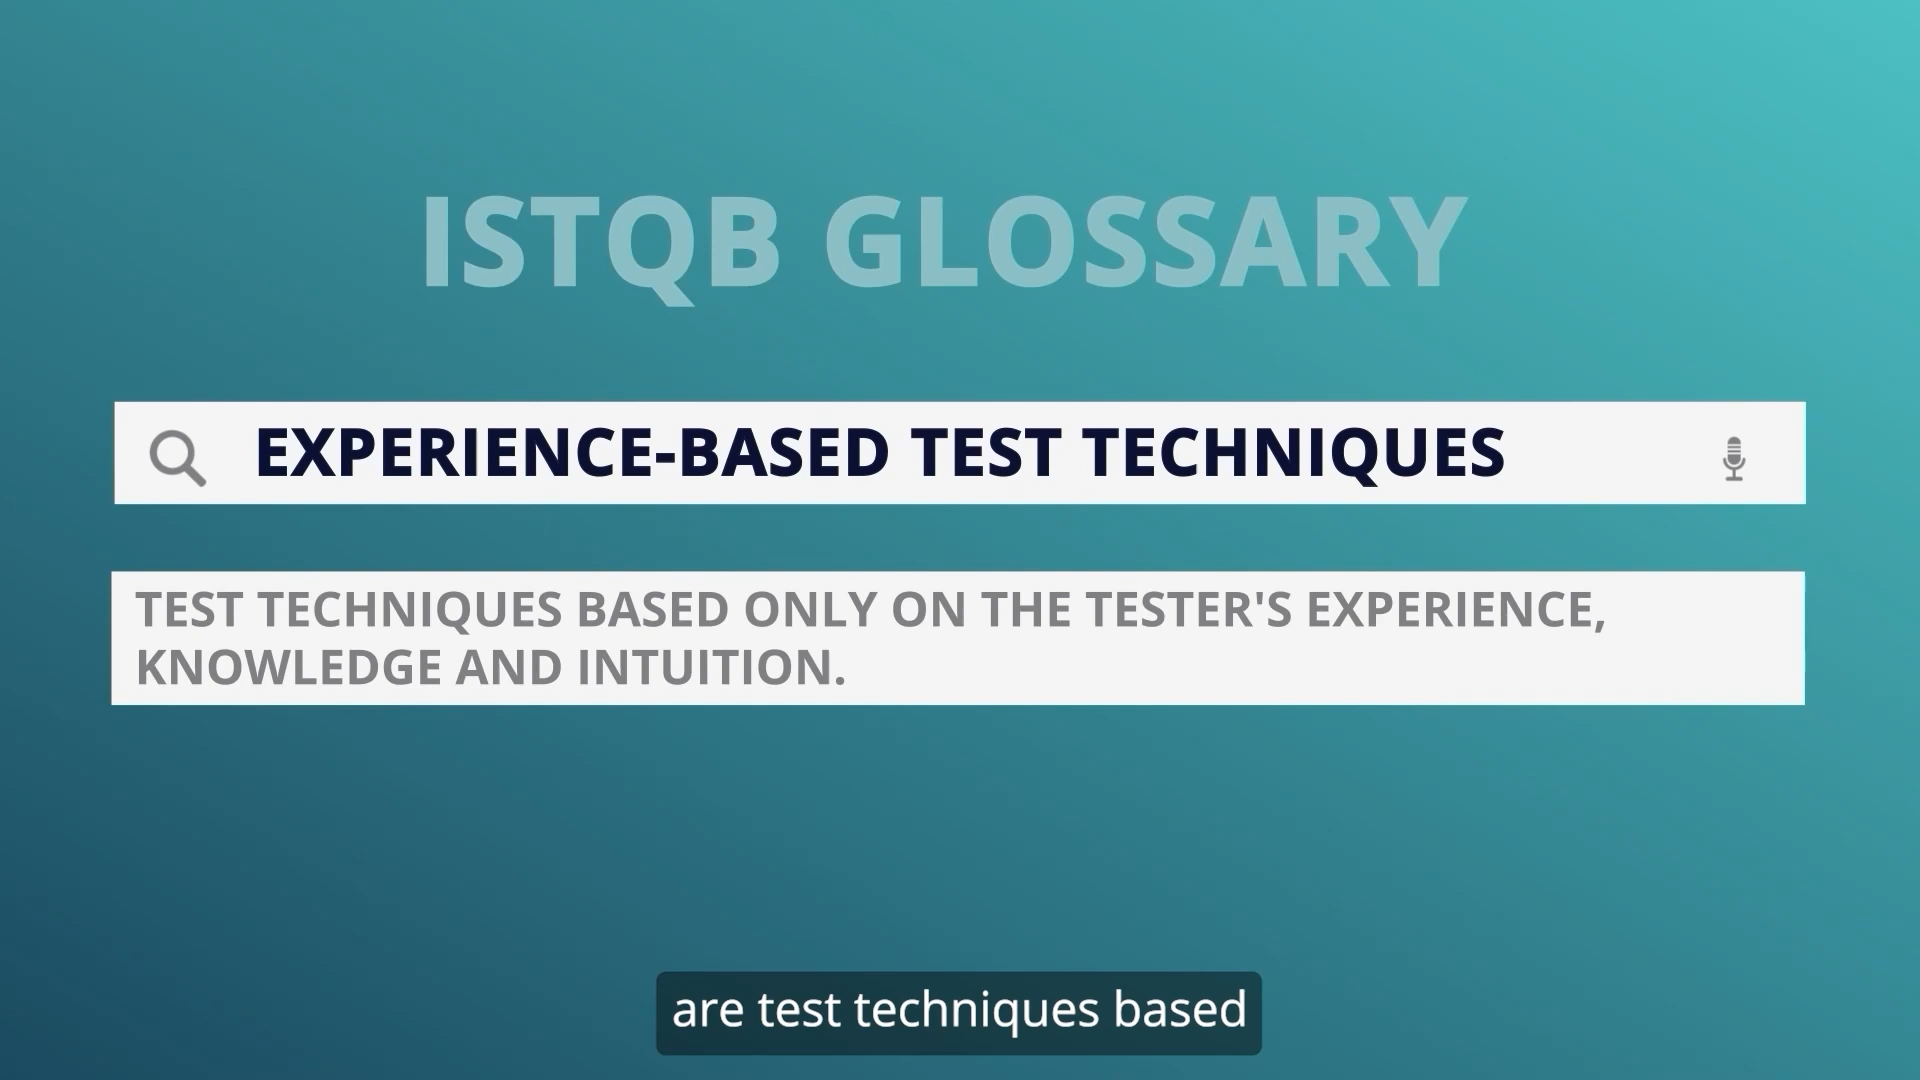 ISTQB GLOSSARY
EXPERIENCE-BASED TEST TECHNIQUES
TEST TECHNIQUES BASED ONLY ON THE TESTER'S EXPERIENCE,
KNOWLEDGE AND INTUITION.
are test techniques based